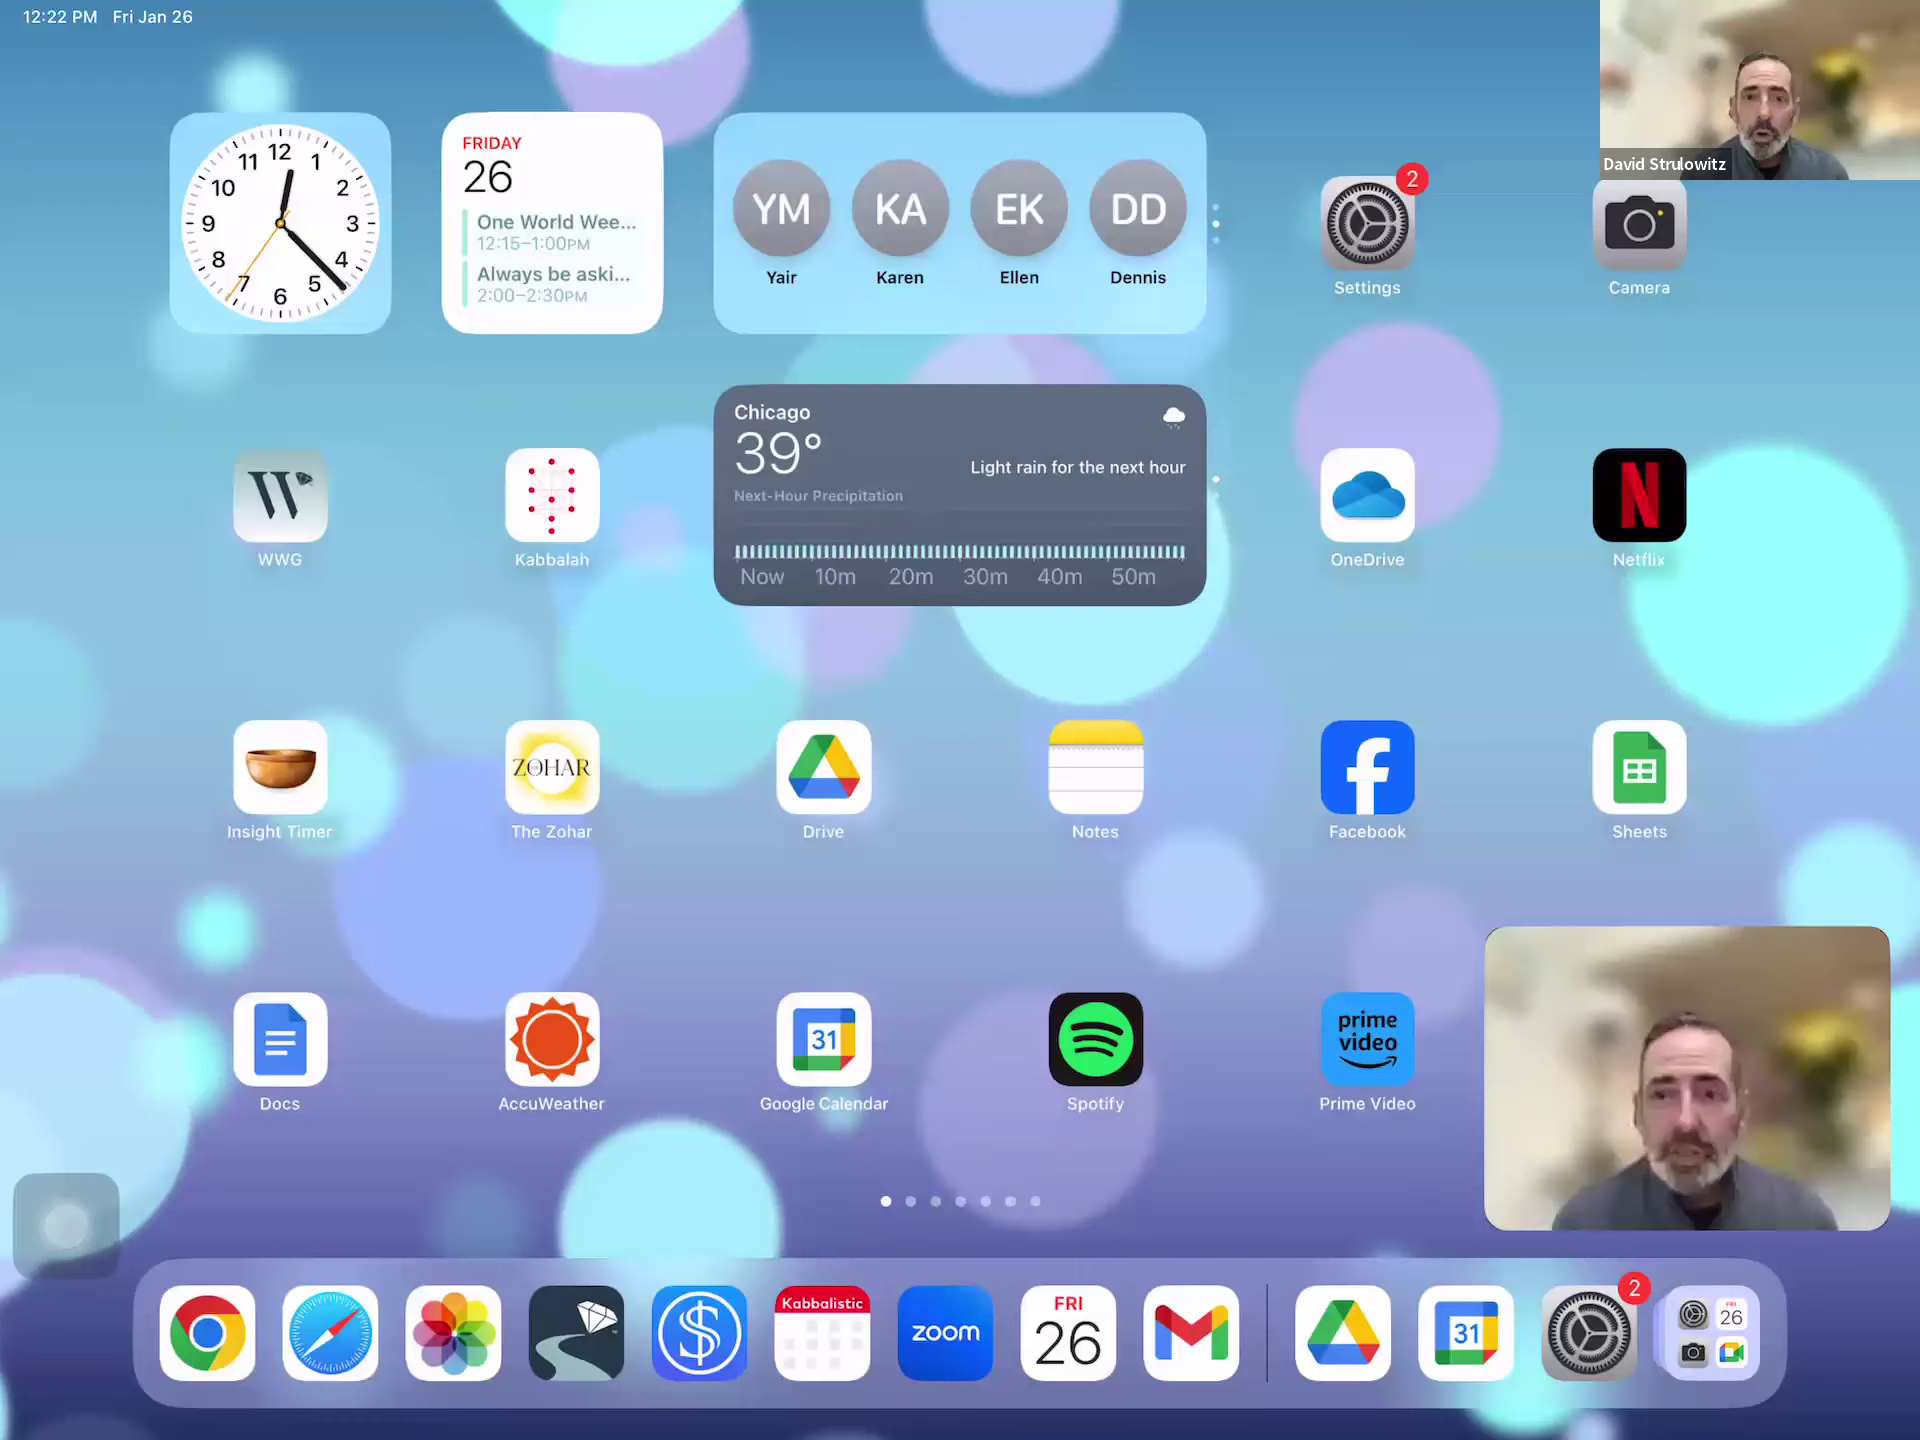 12:22 PM Fri Jan 26
David Strulowitz
12
1
2
3
4
5
6
7
8
9
10
11
FRIDAY
26
One World Wee...
12:15–1:00PM
Always be aski...
2:00–2:30PM
YM KA EK DD
Yair Karen Ellen Dennis
2
Settings
Camera
Chicago
39°
Light rain for the next hour
Next-Hour Precipitation
Now 10m 20m 30m 40m 50m
W
WWG
Kabbalah
OneDrive
N
Netflix
ZOHAR
Insight Timer
The Zohar
Drive
Notes
f
Facebook
Sheets
31
prime
video
Docs
AccuWeather
Google Calendar
Spotify
Prime Video
$
Kabbalistic
zoom
FRI
26
31
2
FRI
26